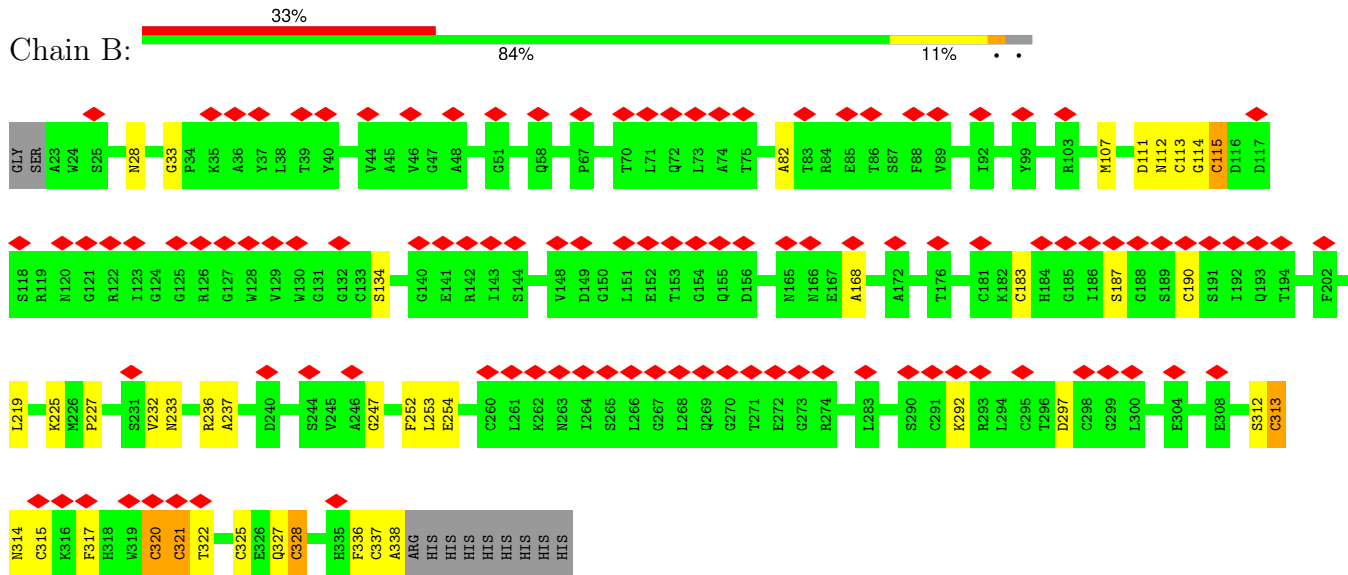 33%
Chain B:
84% 11% • •
GLY SER A23 W24 S25 N28 G33 P34 K35 A36 Y37 L38 T39 Y40 V44 A45 V46 G47 A48 G51 Q58 P67 T70 L71 Q72 L73 A74 T75 A82 T83 R84 E85 T86 S87 F88 V89 I92 Y99 R103 M107 D111 N112 C113 G114 C115 D116 D117
S118 R119 N120 G121 R122 I123 G124 G125 R126 G127 W128 V129 W130 G131 G132 C133 S134 G140 E141 R142 I143 S144 V148 D149 G150 L151 E152 T153 G154 Q155 D156 N165 N166 E167 A168 A172 T176 C181 K182 C183 H184 G185 I186 S187 G188 S189 C190 S191 I192 Q193 T194 F202
L219 K225 M226 P227 S231 V232 N233 R236 A237 D240 S244 V245 A246 G247 F252 L253 E254 C260 L261 K262 N263 I264 S265 L266 G267 L268 Q269 G270 T271 E272 G273 R274 L283 S290 C291 K292 R293 L294 C295 T296 D297 C298 G299 L300 E304 E308 S312 C313
N314 C315 K316 F317 H318 W319 C320 C321 T322 C325 E326 Q327 C328 H335 F336 C337 A338 ARG HIS HIS HIS HIS HIS HIS HIS HIS